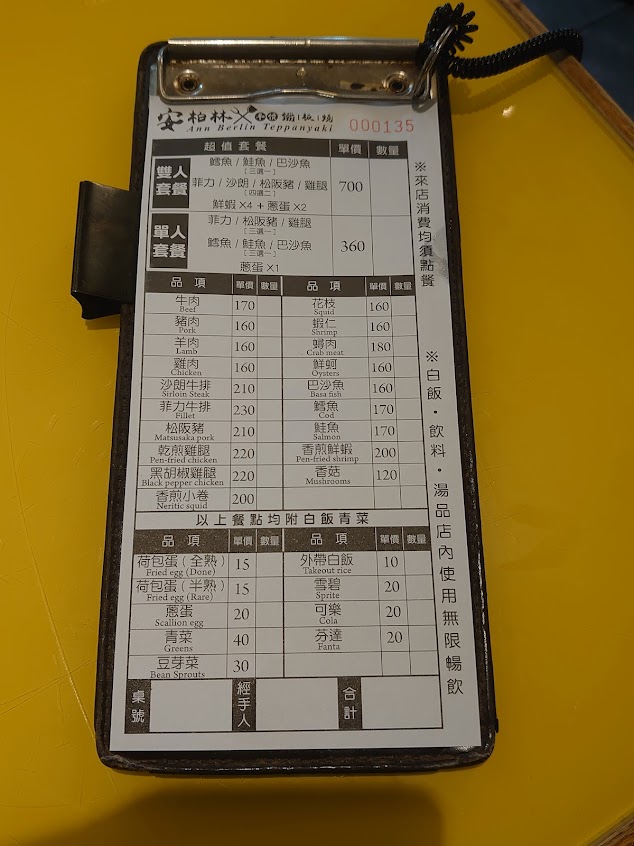 安柏林 小慢鐵板燒
Ann Berlin Teppanyaki
000135
超值套餐 單價 數量
雙人套餐
鱈魚 / 鮭魚 / 巴沙魚
〔三選一〕
菲力 / 沙朗 / 松阪豬 / 雞腿
〔四選二〕
鮮蝦 X4 + 蔥蛋 X2
700
單人套餐
菲力 / 松阪豬 / 雞腿
〔三選一〕
鱈魚 / 鮭魚 / 巴沙魚
〔三選一〕
蔥蛋 X1
360
品項 單價 數量 品項 單價 數量
牛肉 170 花枝 160
Beef Squid
豬肉 160 蝦仁 160
Pork Shrimp
羊肉 160 蟳肉 180
Lamb Crab meat
雞肉 160 鮮蚵 160
Chicken Oysters
沙朗牛排 210 巴沙魚 160
Sirloin Steak Basa fish
菲力牛排 230 鱈魚 170
Fillet Cod
松阪豬 210 鮭魚 170
Matsusaka pork Salmon
乾煎雞腿 220 香煎鮮蝦 200
Pen-fried chicken Pen-fried shrimp
黑胡椒雞腿 220 香菇 120
Black pepper chicken Mushrooms
香煎小卷 200
Neritic squid
以上餐點均附白飯青菜
品項 單價 數量 品項 單價 數量
荷包蛋(全熟) 15 外帶白飯 10
Fried egg (Done) Takeout rice
荷包蛋(半熟) 15 雪碧 20
Fried egg (Rare) Sprite
蔥蛋 20 可樂 20
Scallion egg Cola
青菜 40 芬達 20
Greens Fanta
豆芽菜 30
Bean Sprouts
桌號 經手人 合計
※來店消費均須點餐
※白飯・飲料・湯品店內使用無限暢飲